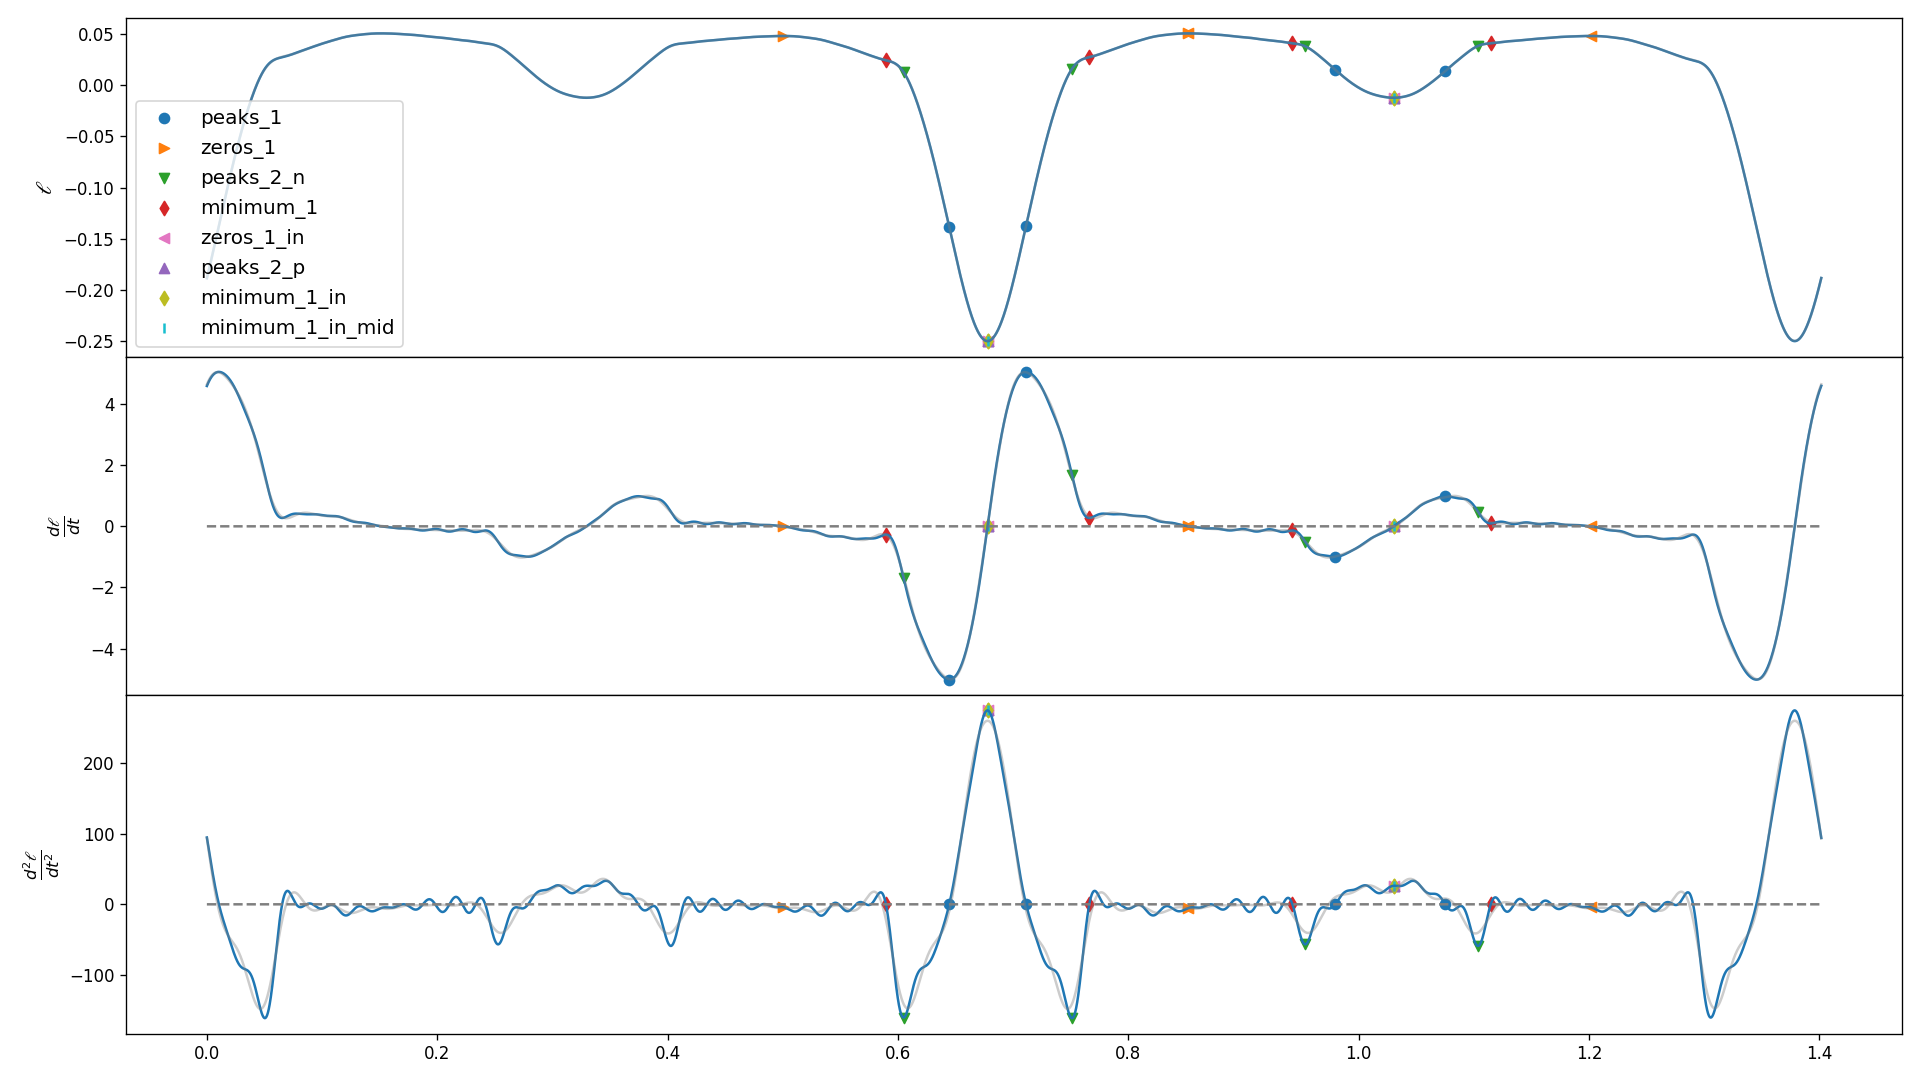 0.05
0.00
−0.05
−0.10
−0.15
−0.20
−0.25
ℓ
peaks_1
zeros_1
peaks_2_n
minimum_1
zeros_1_in
peaks_2_p
minimum_1_in
minimum_1_in_mid
4
2
0
−2
−4
dℓ
dt
200
100
0
−100
d²ℓ
dt²
0.0 0.2 0.4 0.6 0.8 1.0 1.2 1.4